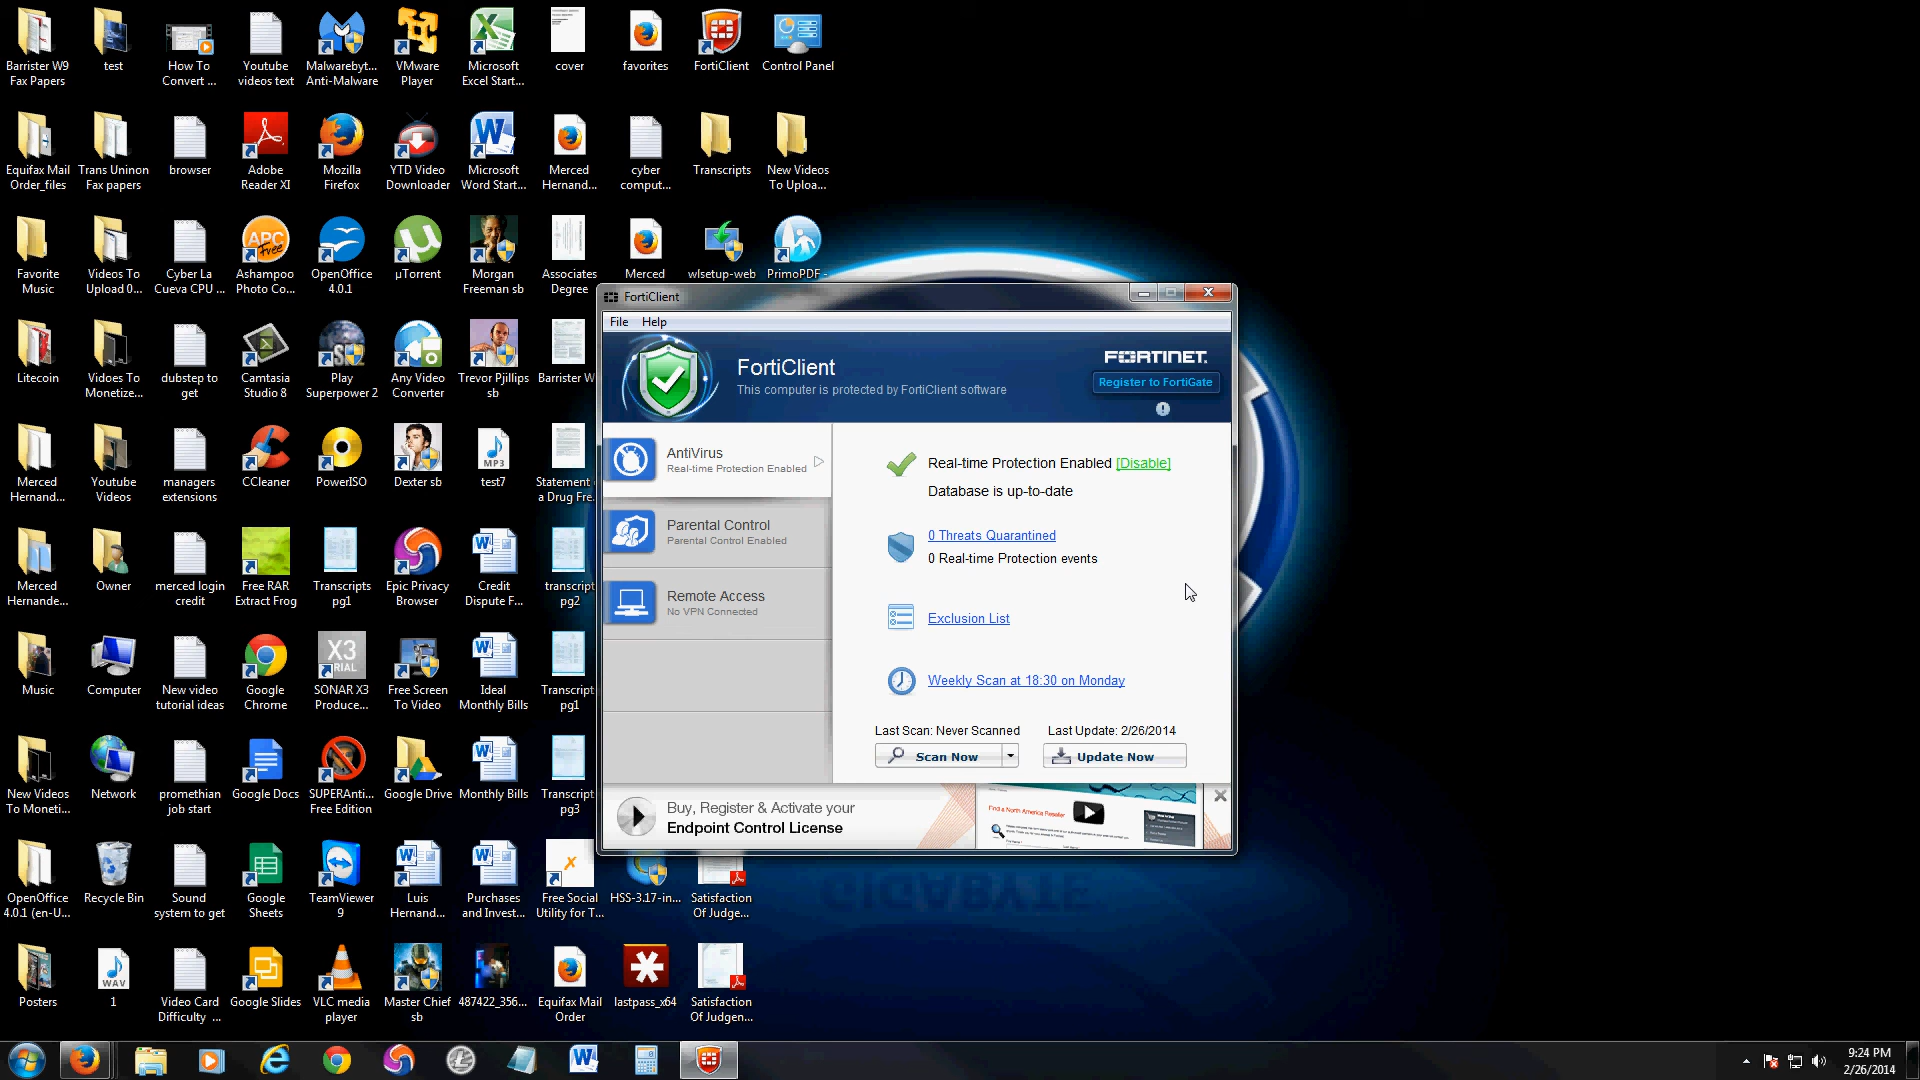 Barrister W9
Fax Papers
test
How To
Convert ...
Youtube
videos text
Malwarebyt...
Anti-Malware
VMware
Player
Microsoft
Excel Start...
cover
favorites
FortiClient
Control Panel
Equifax Mail
Order_files
Trans Uninon
Fax papers
browser
Adobe
Reader XI
Mozilla
Firefox
YTD Video
Downloader
Microsoft
Word Start...
Merced
Hernand...
cyber
comput...
Transcripts
New Videos
To Uploa...
Favorite
Music
Videos To
Upload 0...
Cyber La
Cueva CPU ...
Ashampoo
Photo Co...
OpenOffice
4.0.1
µTorrent
Morgan
Freeman sb
Associates
Degree
Merced
wlsetup-web
PrimoPDF -
Litecoin
Vidoes To
Monetize...
dubstep to
get
Camtasia
Studio 8
Play
Superpower 2
Any Video
Converter
Trevor Pjillips
sb
Barrister W
Merced
Hernand...
Youtube
Videos
managers
extensions
CCleaner
PowerISO
Dexter sb
MP3
test7
Statement
a Drug Fre.
Merced
Hernande...
Owner
merced login
credit
Free RAR
Extract Frog
Transcripts
pg1
Epic Privacy
Browser
Credit
Dispute F...
transcript
pg2
Music
Computer
New video
tutorial ideas
Google
Chrome
X3
RIAL
SONAR X3
Produce...
Free Screen
To Video
Ideal
Monthly Bills
Transcript
pg1
New Videos
To Moneti...
Network
promethian
job start
Google Docs
SUPERAnti...
Free Edition
Google Drive
Monthly Bills
Transcript
pg3
OpenOffice
4.0.1 (en-U...
Recycle Bin
Sound
system to get
Google
Sheets
TeamViewer
9
Luis
Hernand...
Purchases
and Invest...
Free Social
Utility for T...
HSS-3.17-in...
Satisfaction
Of Judge...
Posters
WAV
1
Video Card
Difficulty ...
Google Slides
VLC media
player
Master Chief
sb
487422_356...
Equifax Mail
Order
lastpass_x64
Satisfaction
Of Judgen...
FortiClient
File Help
FortiClient
This computer is protected by FortiClient software
FORTINET
Register to FortiGate
AntiVirus
Real-time Protection Enabled
Parental Control
Parental Control Enabled
Remote Access
No VPN Connected
Real-time Protection Enabled [Disable]
Database is up-to-date
0 Threats Quarantined
0 Real-time Protection events
Exclusion List
Weekly Scan at 18:30 on Monday
Last Scan: Never Scanned
Last Update: 2/26/2014
Scan Now
Update Now
Buy, Register & Activate your
Endpoint Control License
Find a North America Reseller
9:24 PM
2/26/2014